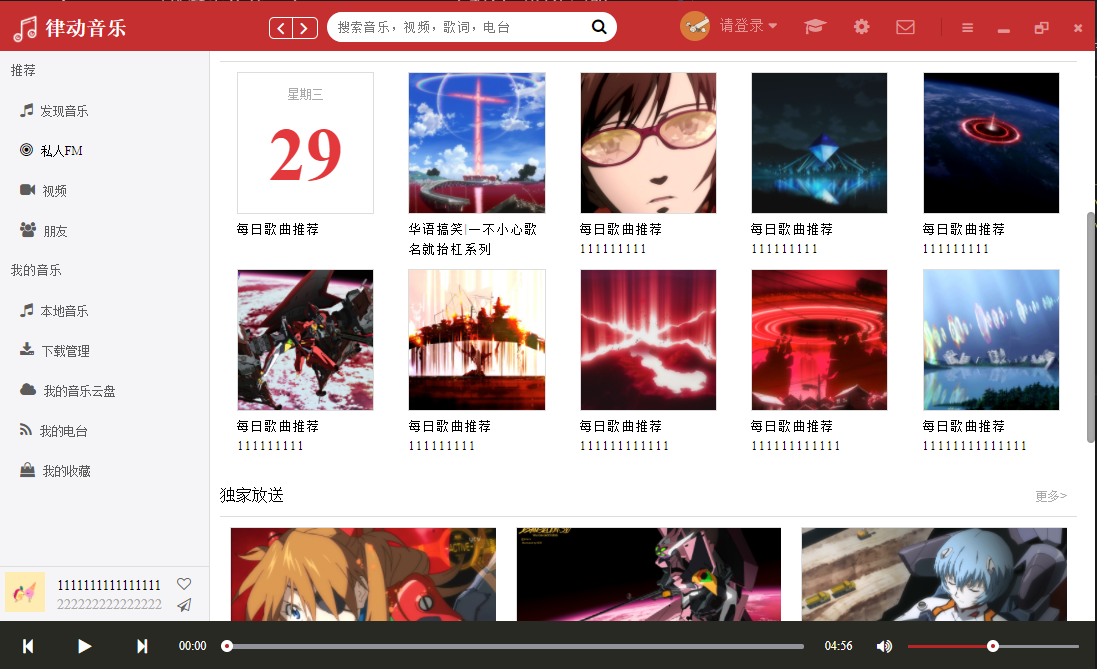 律动音乐
搜索音乐，视频，歌词，电台
请登录
推荐
发现音乐
私人FM
视频
朋友
我的音乐
本地音乐
下载管理
我的音乐云盘
我的电台
我的收藏
星期三
29
每日歌曲推荐
华语搞笑|一不小心歌
名就抬杠系列
每日歌曲推荐
111111111
每日歌曲推荐
111111111
每日歌曲推荐
111111111
每日歌曲推荐
111111111
每日歌曲推荐
111111111
每日歌曲推荐
111111111111
每日歌曲推荐
111111111111
每日歌曲推荐
11111111111111
独家放送
更多>
1111111111111111
222222222222222
00:00
04:56